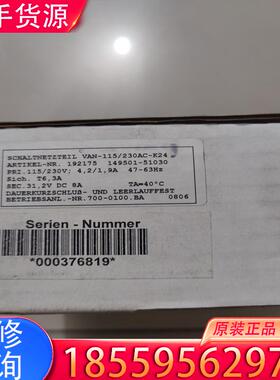 手货源
SCHALTNETZTEIL VAN-115/230AC-K24
ARTIKEL-NR. 192175 149501-51030
PRI.115/230V; 4,2/1,9A 47-63Hz
Sich. T6,3A
SEC.31,2V DC 8A TA=40°C
DAUERKURZSCHLUß- UND LEERLAUFFEST
BETRIEBSANL.-NR.700-0100.BA 0806
Serien - Nummer
*000376819*
修
询
原装正品
18559562970